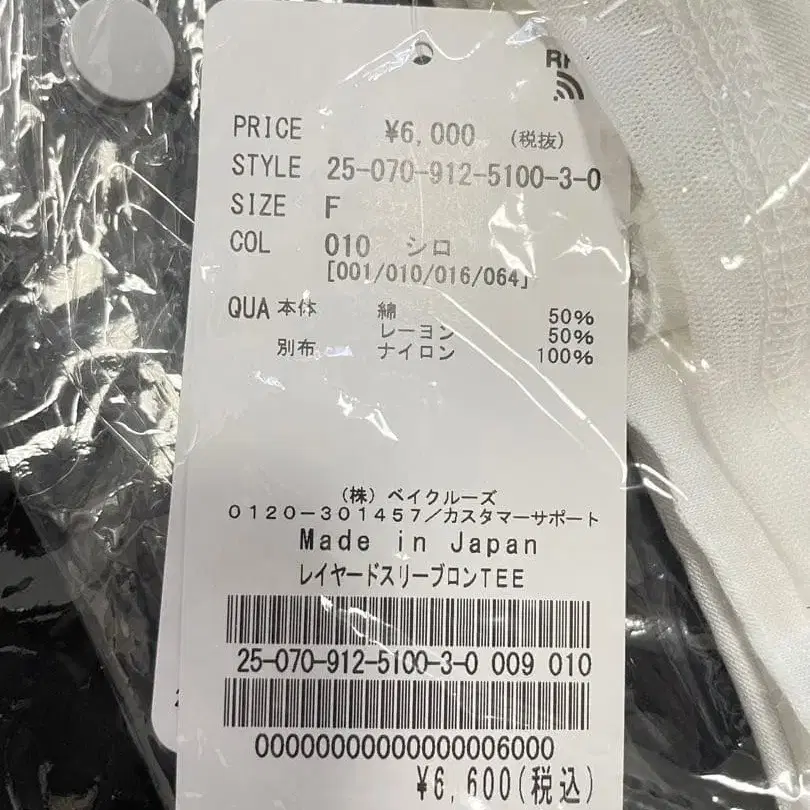 PRICE ¥6,000 (税抜)
STYLE 25-070-912-5100-3-0
SIZE F
COL 010 シロ
[001/010/016/064]
QUA 本体 綿 50%
レーヨン 50%
別布 ナイロン 100%
(株)ベイクルーズ
0120-301457/カスタマーサポート
Made in Japan
レイヤードスリーブロンTEE
25-070-912-5100-3-0 009 010
00000000000000006000
¥6,600(税込)